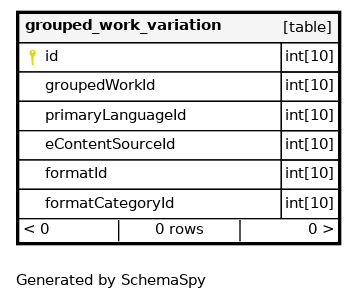 grouped_work_variation [table]
id int[10]
groupedWorkId int[10]
primaryLanguageId int[10]
eContentSourceId int[10]
formatId int[10]
formatCategoryId int[10]
< 0 0 rows 0 >
Generated by SchemaSpy